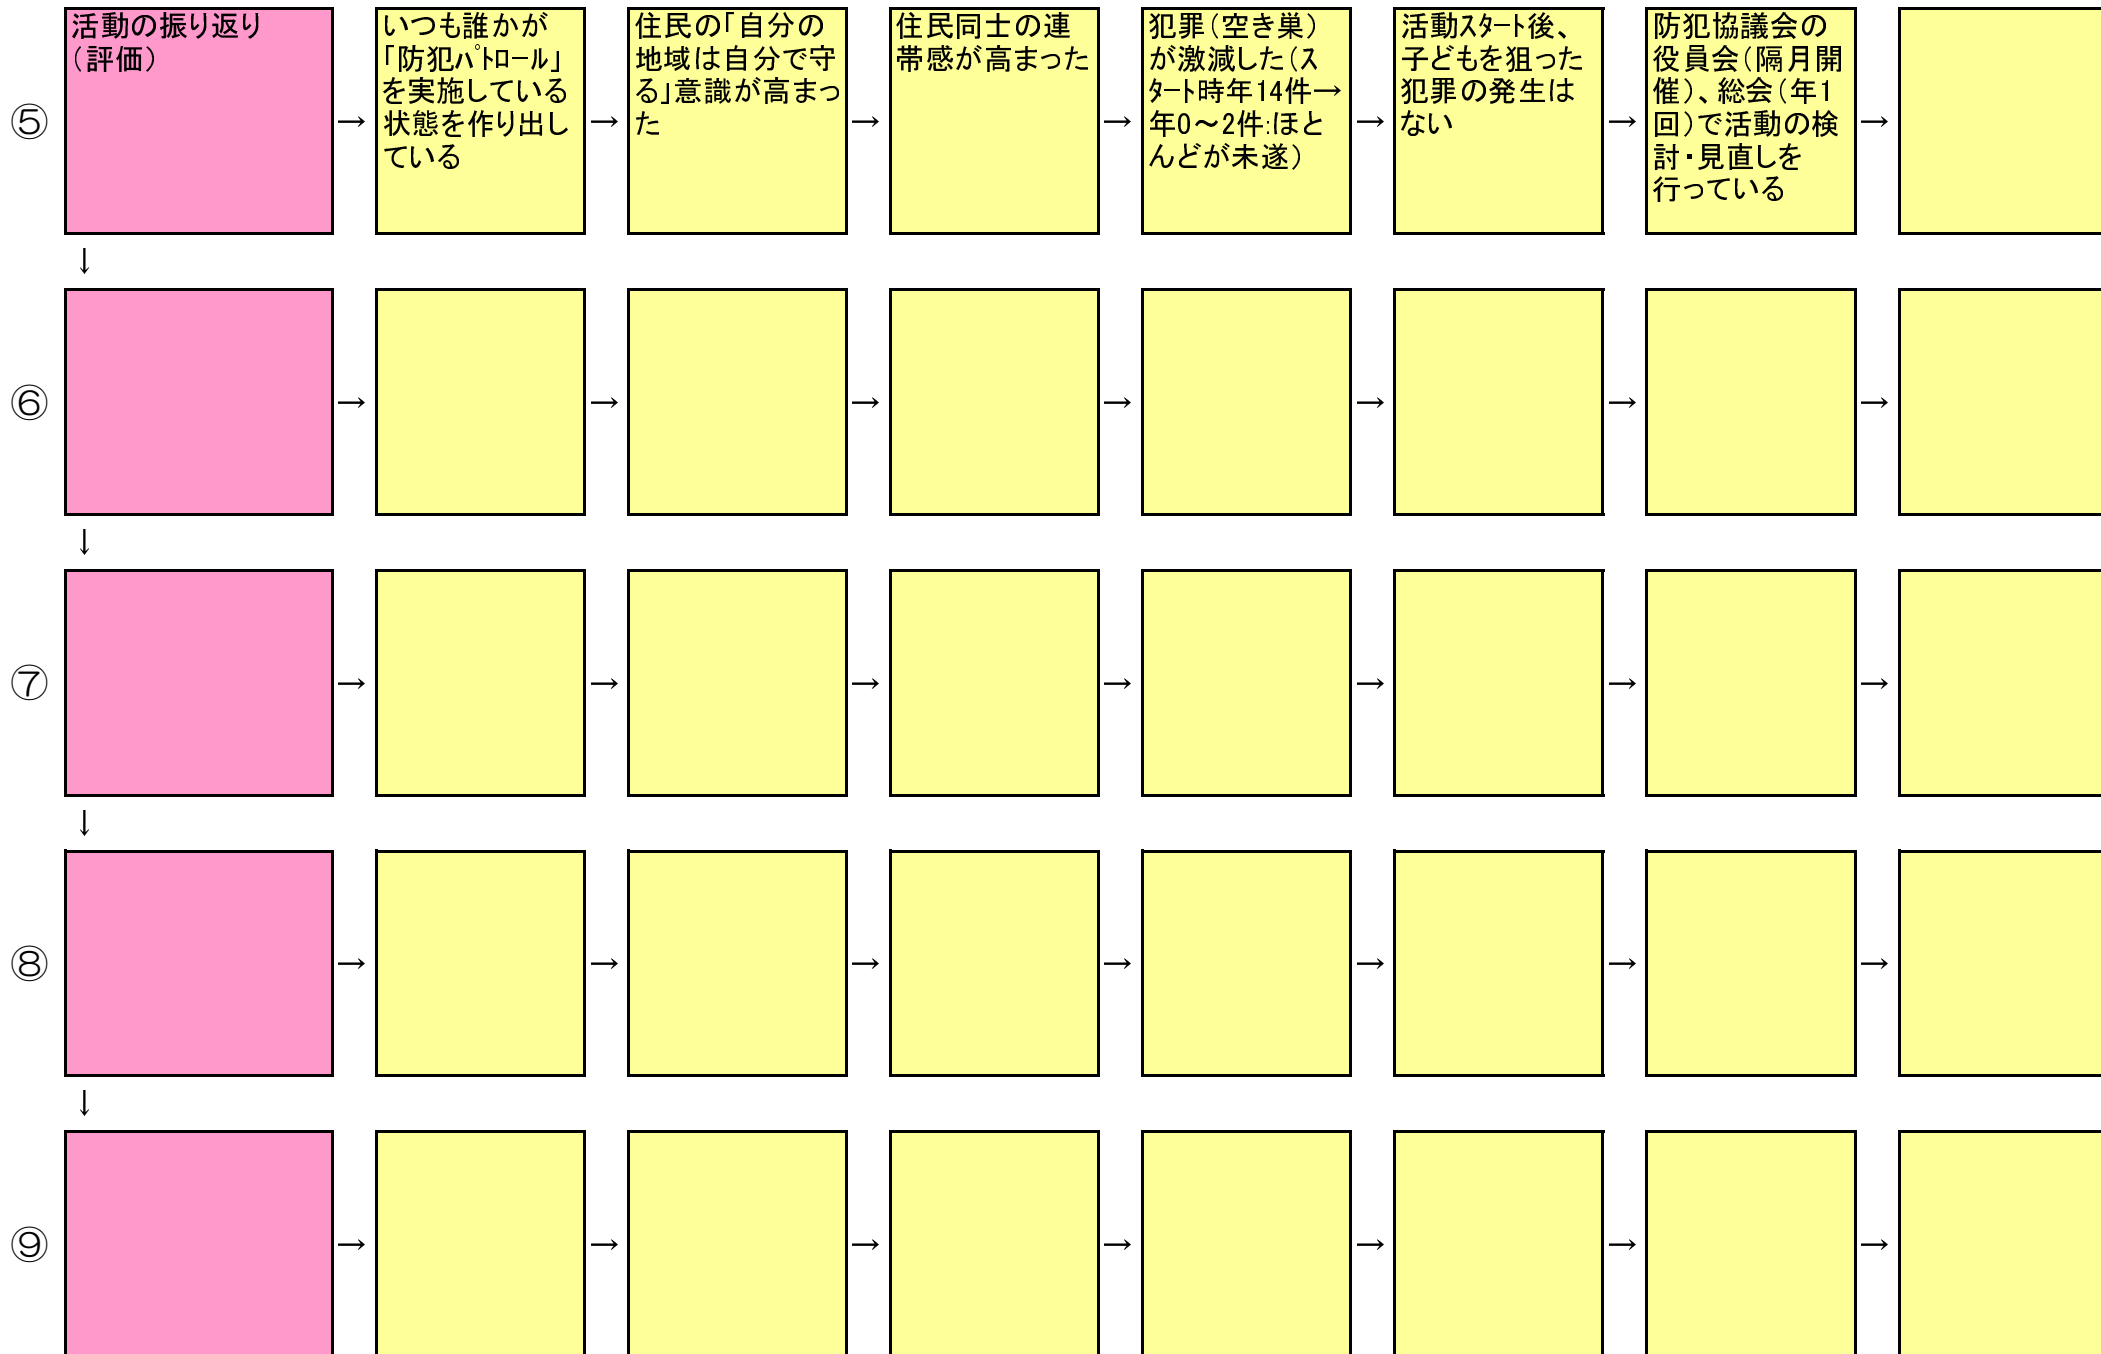 活動の振り返り
（評価）
いつも誰かが
「防犯ﾊﾟﾄﾛｰﾙ」
を実施している
状態を作り出し
ている
住民の「自分の
地域は自分で守
る」意識が高まっ
た
住民同士の連
帯感が高まった
犯罪（空き巣）
が激減した（ｽ
ﾀｰﾄ時年14件→
年0～2件:ほと
んどが未遂）
活動ｽﾀｰﾄ後、
子どもを狙った
犯罪の発生は
ない
防犯協議会の
役員会（隔月開
催）、総会（年1
回）で活動の検
討・見直しを
行っている
⑤ → → → → → → →
↓
⑥ → → → → → → →
↓
⑦ → → → → → → →
↓
⑧ → → → → → → →
↓
⑨ → → → → → → →